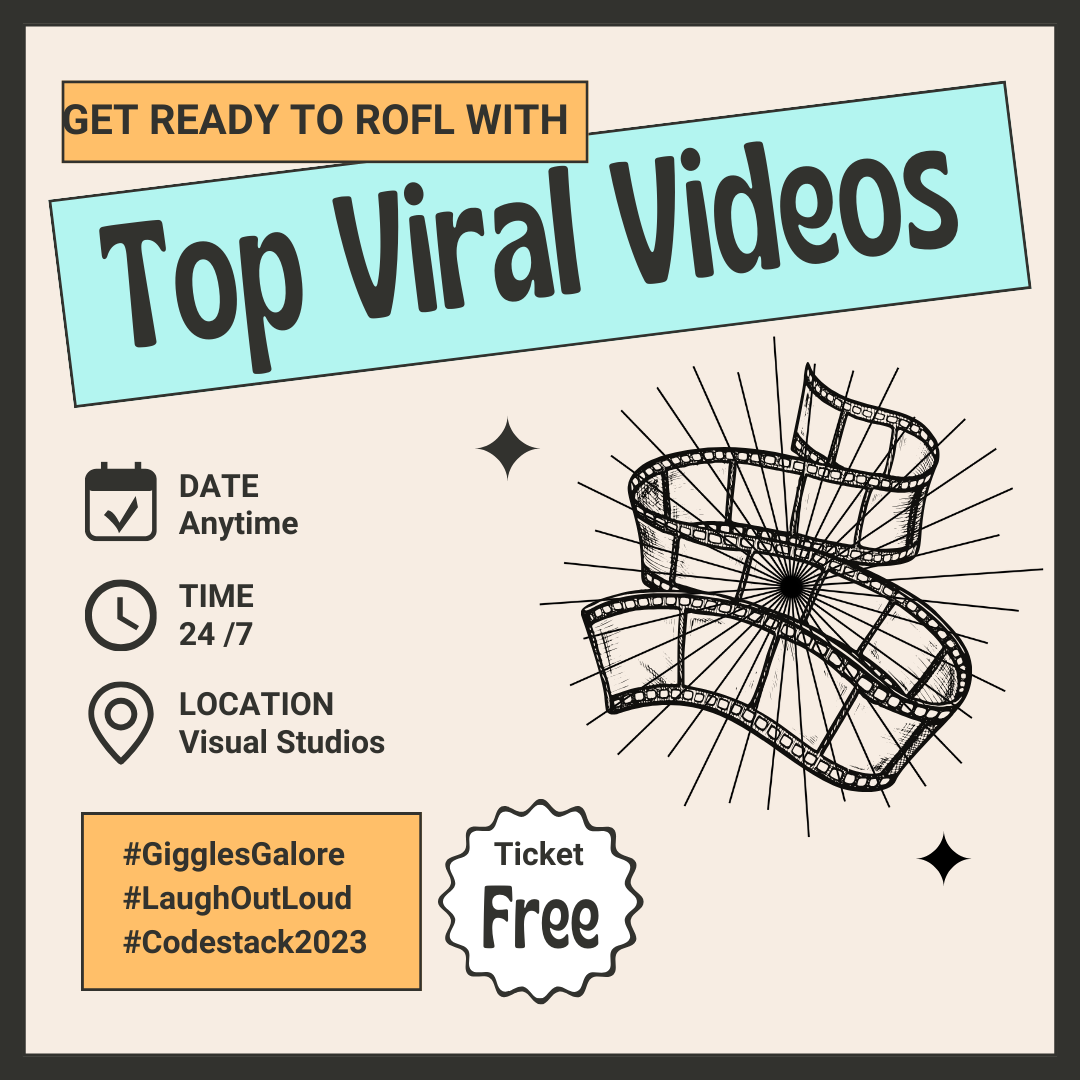 GET READY TO ROFL WITH
Top Viral Videos
DATE
Anytime
TIME
24 /7
LOCATION
Visual Studios
#GigglesGalore
#LaughOutLoud
#Codestack2023
Ticket
Free